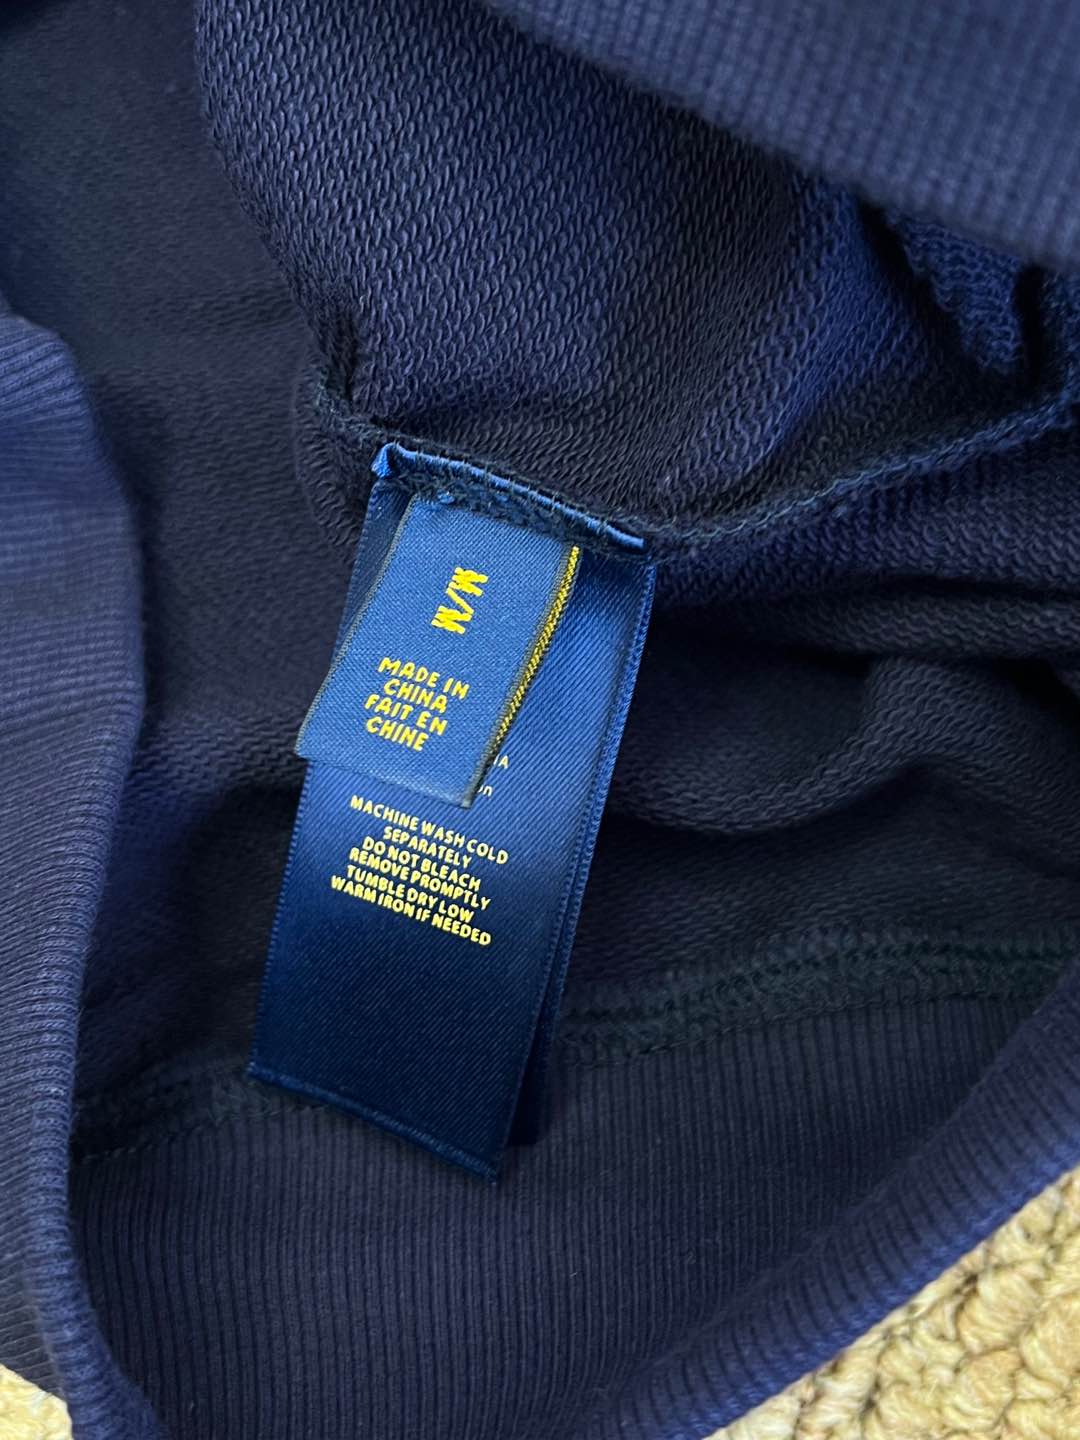 M/M
MADE IN
CHINA
FAIT EN
CHINE
MACHINE WASH COLD
SEPARATELY
DO NOT BLEACH
REMOVE PROMPTLY
TUMBLE DRY LOW
WARM IRON IF NEEDED